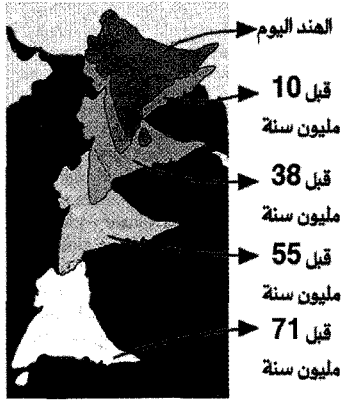 الهند اليوم
قبل 10
مليون سنة
قبل 38
مليون سنة
قبل 55
مليون سنة
قبل 71
مليون سنة